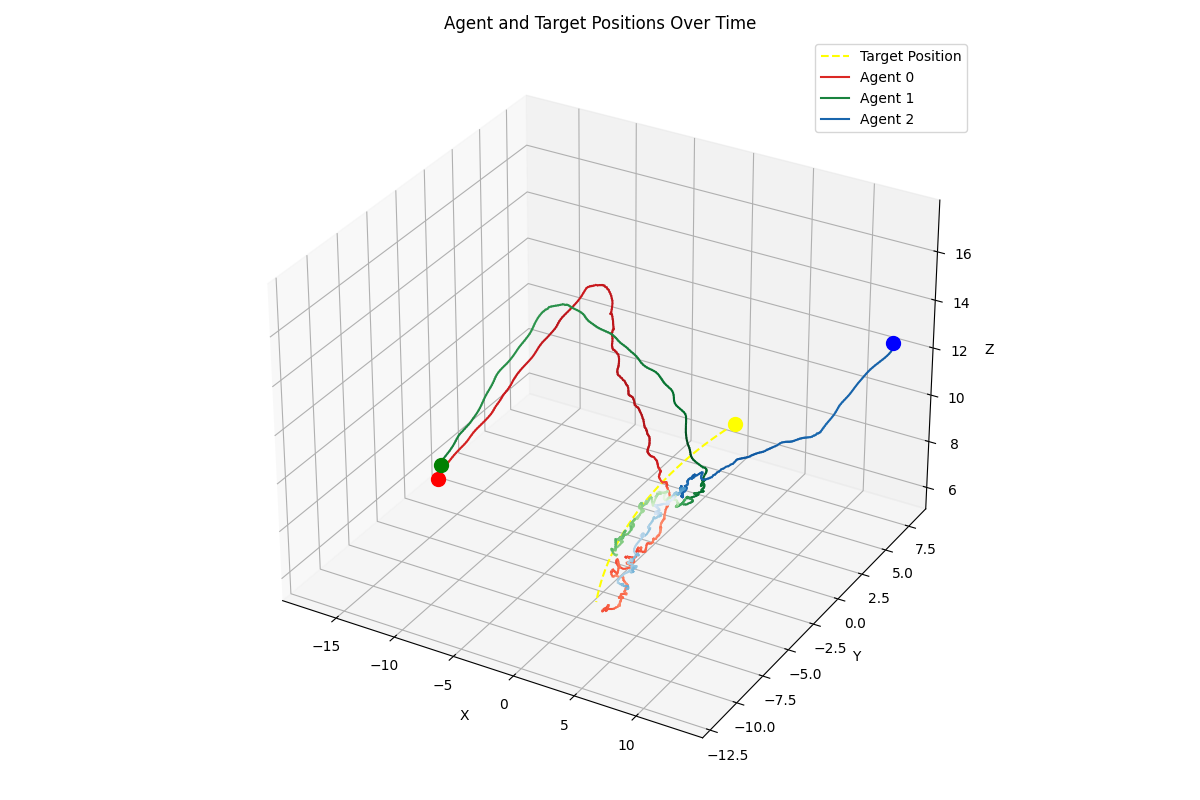 Agent and Target Positions Over Time
Target Position
Agent 0
Agent 1
Agent 2
16
14
12
10
8
6
Z
7.5
5.0
2.5
0.0
−2.5
−5.0
−7.5
−10.0
−12.5
Y
−15
−10
−5
0
5
10
X